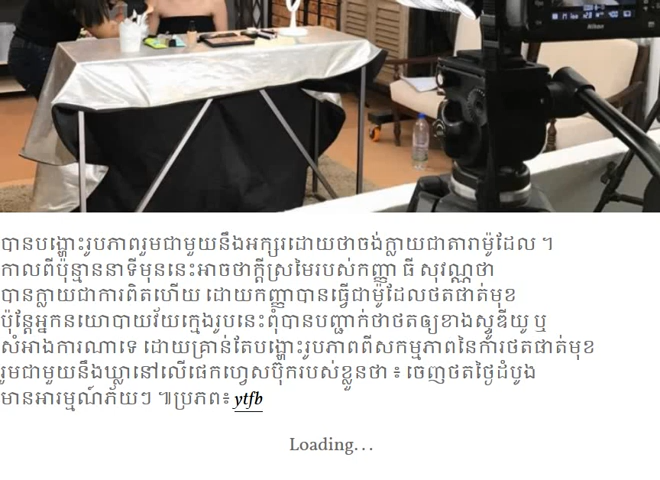 បានបង្ហោះរូបភាពរួមជាមួយនឹងអក្សរដោយថាចង់ក្លាយជាតារាម៉ូដែល ។
កាលពីប៉ុន្មាននាទីមុននេះអាចថាក្តីស្រមៃរបស់កញ្ញា ធី សុវណ្ណថា
បានក្លាយជាការពិតហើយ ដោយកញ្ញាបានធ្វើជាម៉ូដែលថតផាត់មុខ
ប៉ុន្តែអ្នកនយោបាយវ័យក្មេងរូបនេះពុំបានបញ្ជាក់ថាថតឲ្យខាងស្ទូឌីយូ ឬ
សំអាងការណាទេ ដោយគ្រាន់តែបង្ហោះរូបភាពពីសកម្មភាពនៃការថតផាត់មុខ
រួមជាមួយនឹងឃ្លានៅលើផេកហ្វេសប៊ុករបស់ខ្លួនថា ៖ ចេញថតថ្ងៃដំបូង
មានអារម្មណ៍ភ័យៗ ៕ប្រភព៖ ytfb
Loading...
Nikon